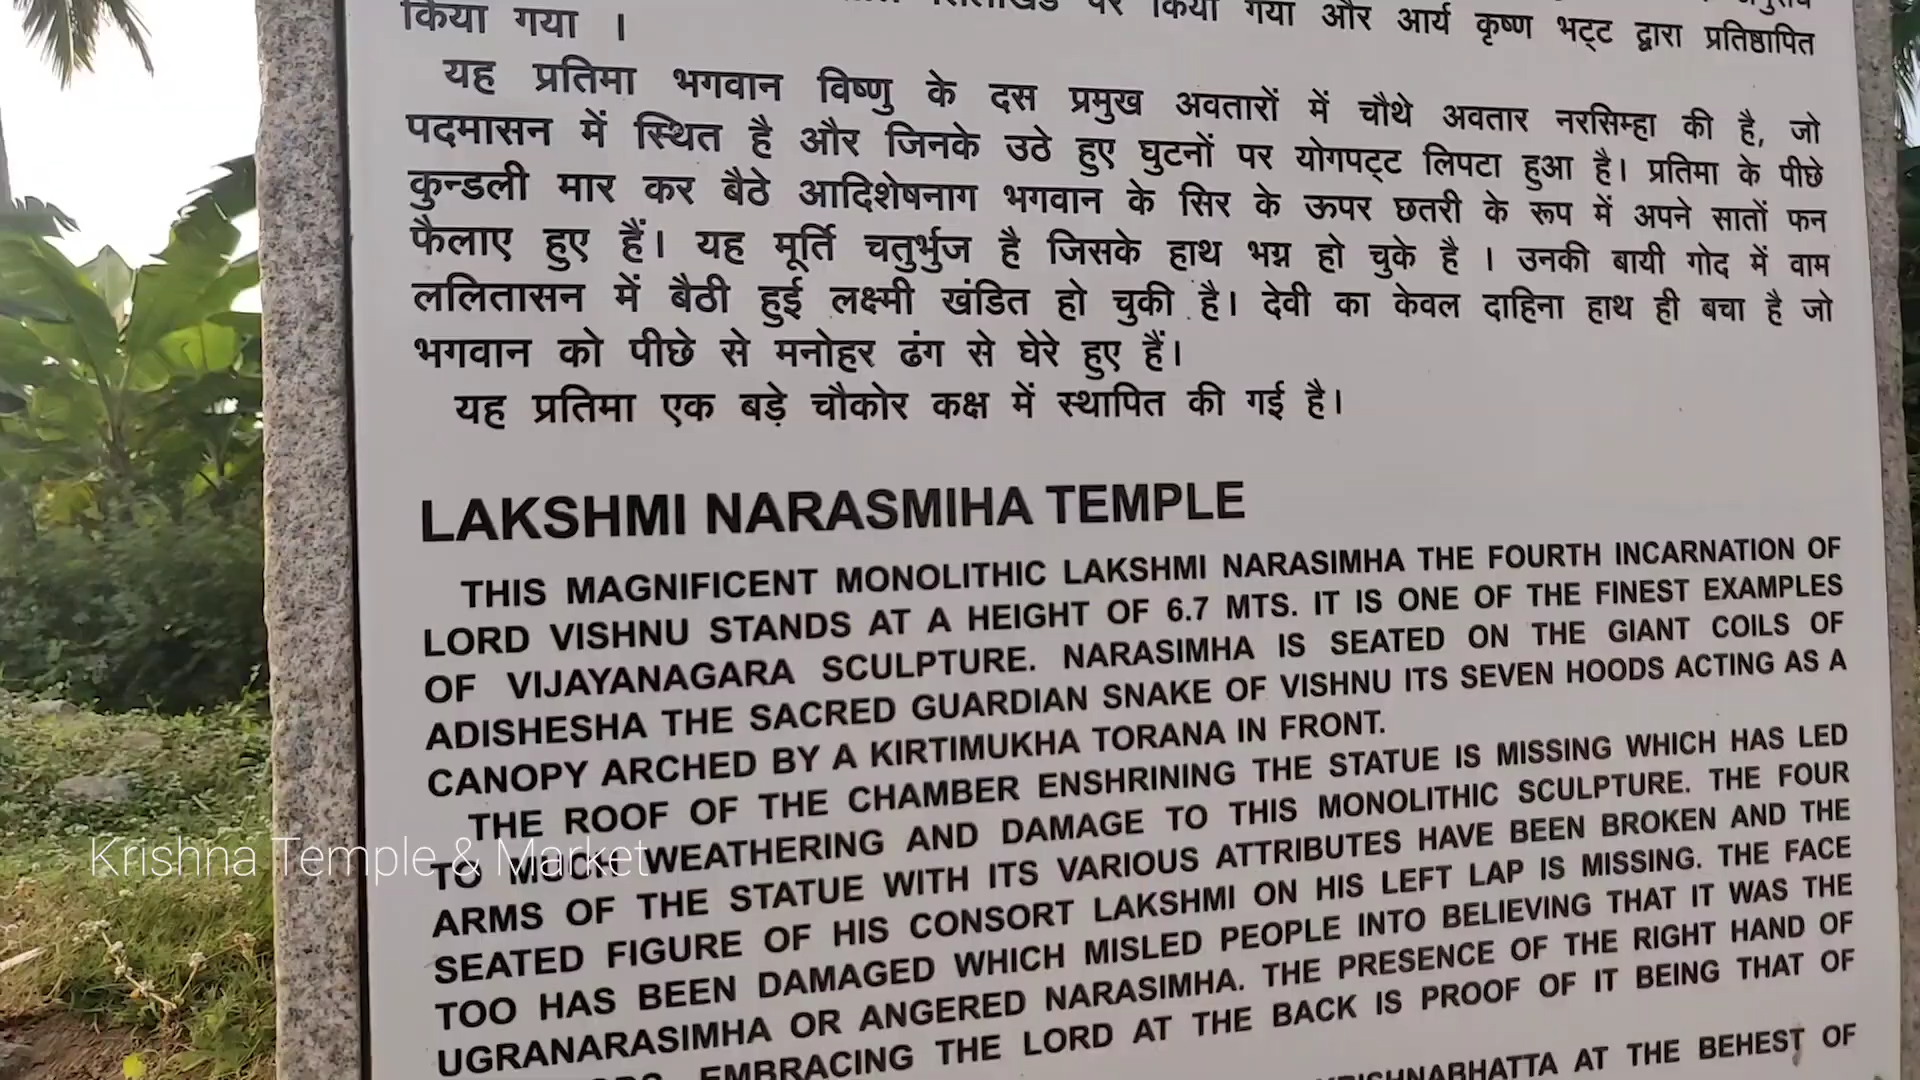 पर किया गया और आर्य कृष्ण भट्ट द्वारा प्रतिष्ठापित
किया गया ।
यह प्रतिमा भगवान विष्णु के दस प्रमुख अवतारों में चौथे अवतार नरसिम्हा की है, जो
पदमासन में स्थित है और जिनके उठे हुए घुटनों पर योगपट्ट लिपटा हुआ है। प्रतिमा के पीछे
कुन्डली मार कर बैठे आदिशेषनाग भगवान के सिर के ऊपर छतरी के रूप में अपने सातों फन
फैलाए हुए हैं। यह मूर्ति चतुर्भुज है जिसके हाथ भग्न हो चुके है । उनकी बायी गोद में वाम
ललितासन में बैठी हुई लक्ष्मी खंडित हो चुकी है। देवी का केवल दाहिना हाथ ही बचा है जो
भगवान को पीछे से मनोहर ढंग से घेरे हुए हैं।
यह प्रतिमा एक बड़े चौकोर कक्ष में स्थापित की गई है।
LAKSHMI NARASMIHA TEMPLE
THIS MAGNIFICENT MONOLITHIC LAKSHMI NARASIMHA THE FOURTH INCARNATION OF
LORD VISHNU STANDS AT A HEIGHT OF 6.7 MTS. IT IS ONE OF THE FINEST EXAMPLES
OF VIJAYANAGARA SCULPTURE. NARASIMHA IS SEATED ON THE GIANT COILS OF
ADISHESHA THE SACRED GUARDIAN SNAKE OF VISHNU ITS SEVEN HOODS ACTING AS A
CANOPY ARCHED BY A KIRTIMUKHA TORANA IN FRONT.
THE ROOF OF THE CHAMBER ENSHRINING THE STATUE IS MISSING WHICH HAS LED
TO MUCH WEATHERING AND DAMAGE TO THIS MONOLITHIC SCULPTURE. THE FOUR
ARMS OF THE STATUE WITH ITS VARIOUS ATTRIBUTES HAVE BEEN BROKEN AND THE
SEATED FIGURE OF HIS CONSORT LAKSHMI ON HIS LEFT LAP IS MISSING. THE FACE
TOO HAS BEEN DAMAGED WHICH MISLED PEOPLE INTO BELIEVING THAT IT WAS THE
UGRANARASIMHA OR ANGERED NARASIMHA. THE PRESENCE OF THE RIGHT HAND OF
EMBRACING THE LORD AT THE BACK IS PROOF OF IT BEING THAT OF
AT THE BEHEST OF
Krishna Temple & Market